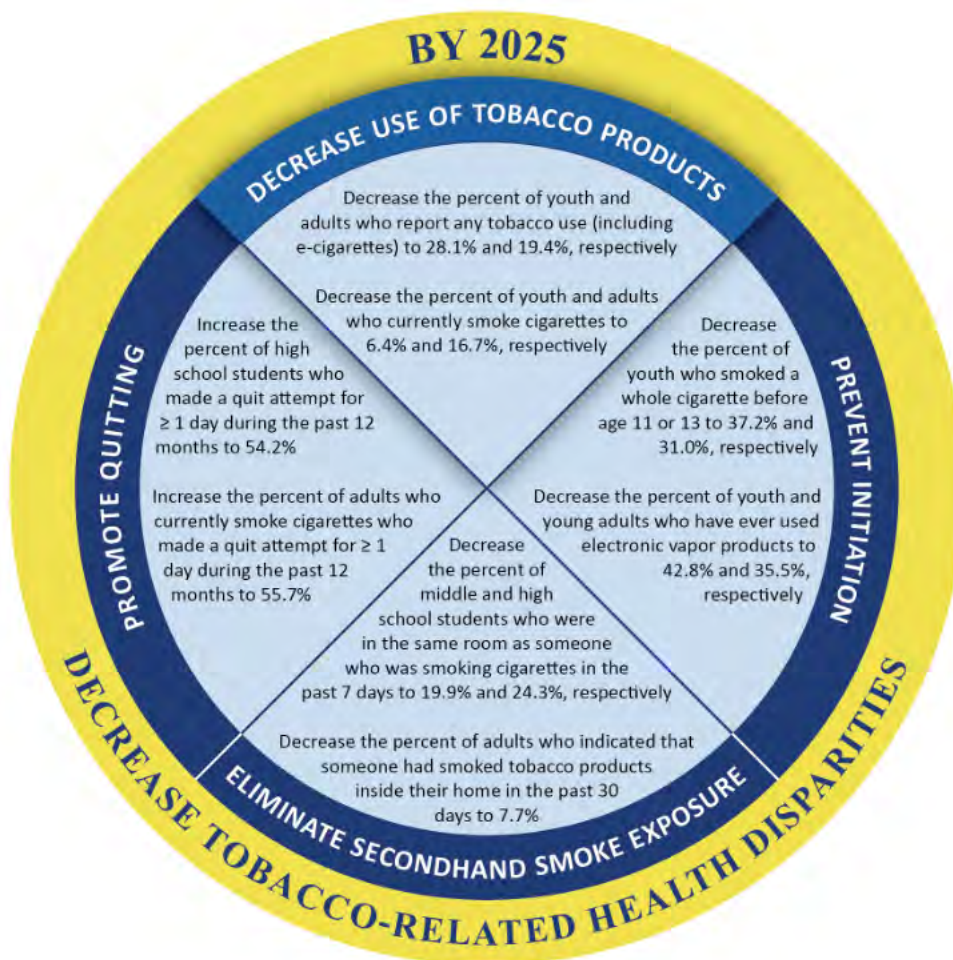 BY 2025
DECREASE USE OF TOBACCO PRODUCTS
Decrease the percent of youth and
adults who report any tobacco use (including
e-cigarettes) to 28.1% and 19.4%, respectively
Decrease the percent of youth and adults
who currently smoke cigarettes to
6.4% and 16.7%, respectively
PROMOTE QUITTING
Increase the
percent of high
school students who
made a quit attempt for
≥ 1 day during the past 12
months to 54.2%
Increase the percent of adults who
currently smoke cigarettes who
made a quit attempt for ≥ 1
day during the past 12
months to 55.7%
PREVENT INITIATION
Decrease
the percent of
youth who smoked a
whole cigarette before
age 11 or 13 to 37.2% and
31.0%, respectively
Decrease the percent of youth and
young adults who have ever used
electronic vapor products to
42.8% and 35.5%,
respectively
Decrease
the percent of
middle and high
school students who were
in the same room as someone
who was smoking cigarettes in the
past 7 days to 19.9% and 24.3%, respectively
Decrease the percent of adults who indicated that
someone had smoked tobacco products
inside their home in the past 30
days to 7.7%
ELIMINATE SECONDHAND SMOKE EXPOSURE
DECREASE TOBACCO-RELATED HEALTH DISPARITIES